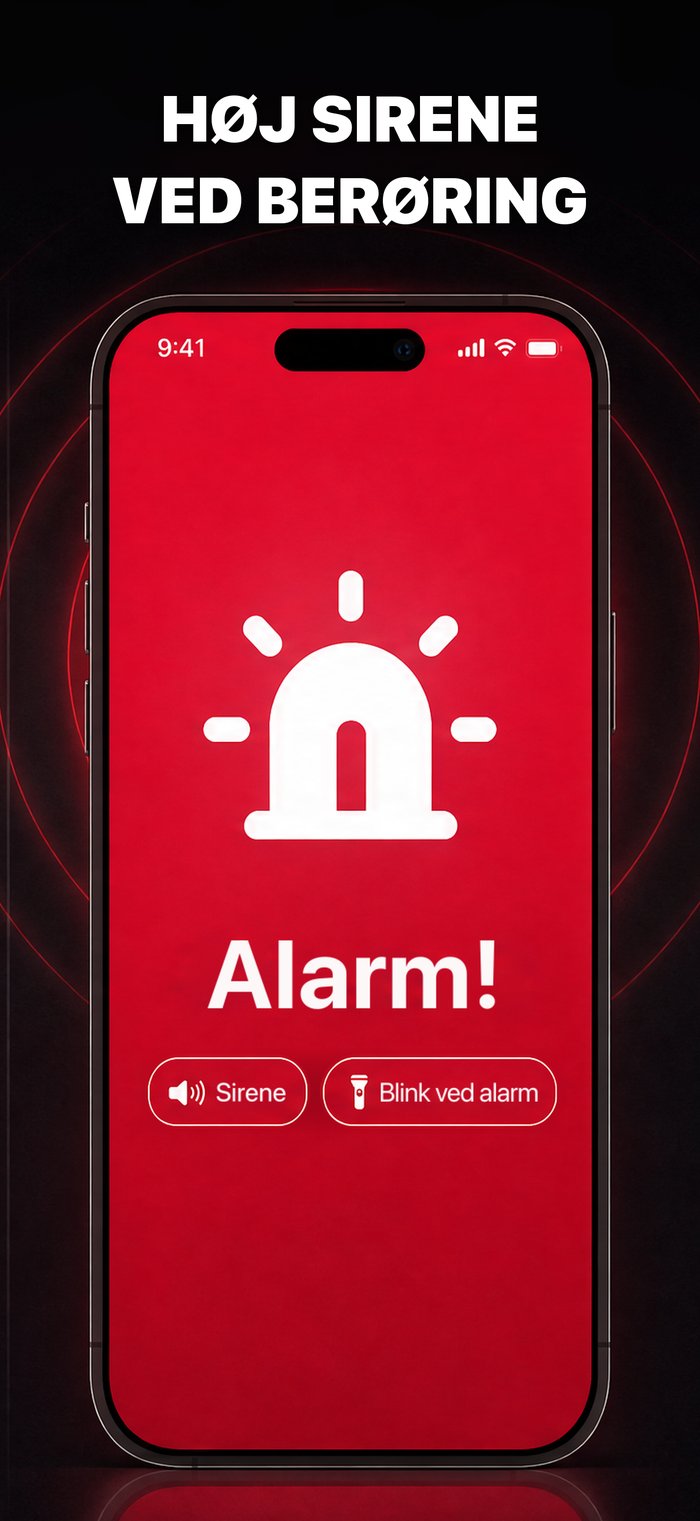 HØJ SIRENE
VED BERØRING
9:41
Alarm!
Sirene
Blink ved alarm